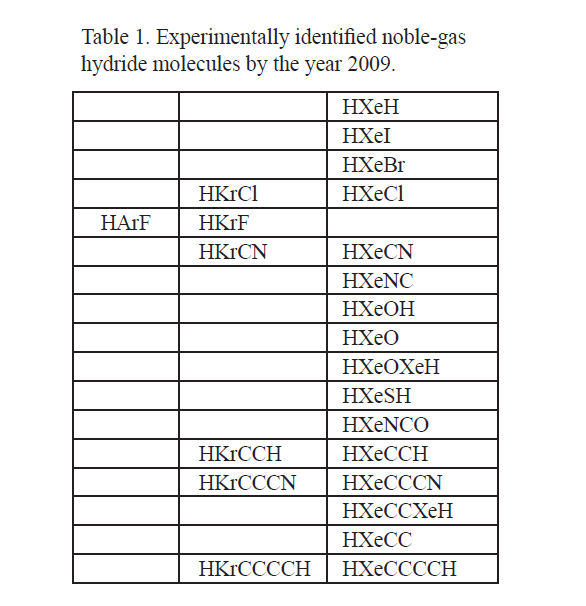 Table 1. Experimentally identified noble-gas
hydride molecules by the year 2009.
HXeH
HXeI
HXeBr
HKrCl HXeCl
HArF HKrF
HKrCN HXeCN
HXeNC
HXeOH
HXeO
HXeOXeH
HXeSH
HXeNCO
HKrCCH HXeCCH
HKrCCCN HXeCCCN
HXeCCXeH
HXeCC
HKrCCCCH HXeCCCCH